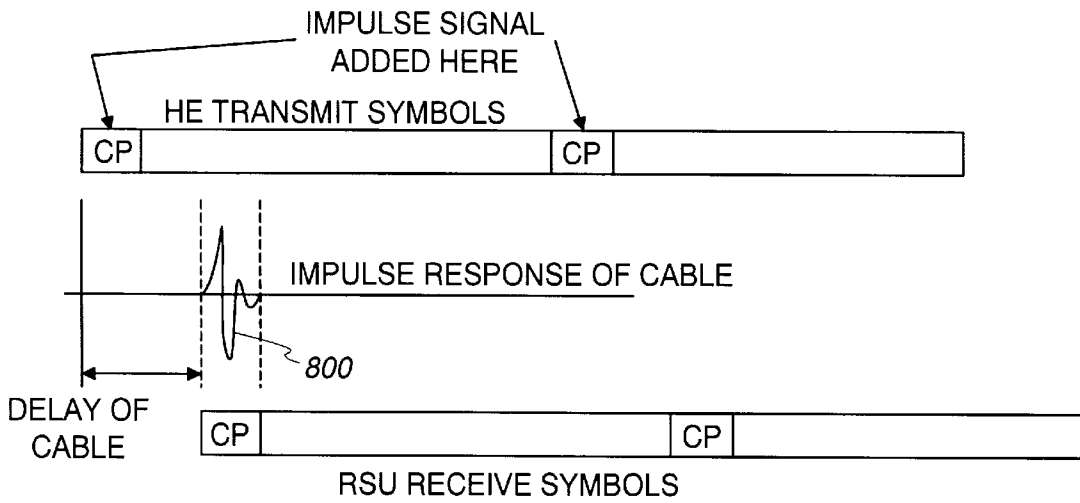 IMPULSE SIGNAL
ADDED HERE
HE TRANSMIT SYMBOLS
CP
CP
IMPULSE RESPONSE OF CABLE
800
DELAY OF
CABLE
CP
CP
RSU RECEIVE SYMBOLS